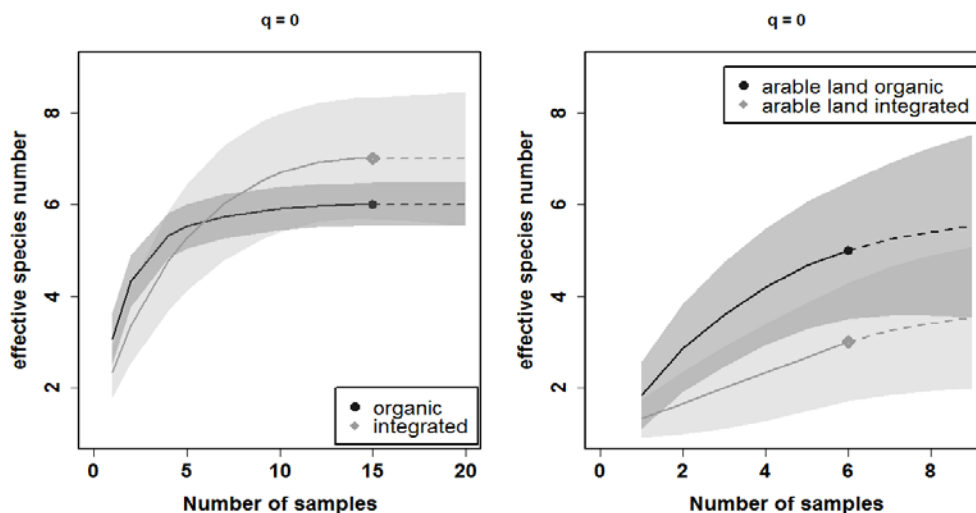 q = 0
effective species number
8
6
4
2
organic
integrated
0 5 10 15 20
Number of samples
q = 0
effective species number
8
6
4
2
arable land organic
arable land integrated
0 2 4 6 8
Number of samples